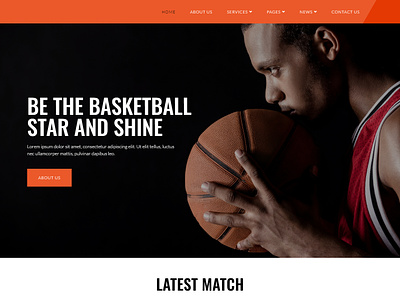 HOME ABOUT US SERVICES PAGES NEWS CONTACT US
BE THE BASKETBALL
STAR AND SHINE
Lorem ipsum dolor sit amet, consectetur adipiscing elit. Ut elit tellus, luctus
nec ullamcorper mattis, pulvinar dapibus leo.
ABOUT US
LATEST MATCH